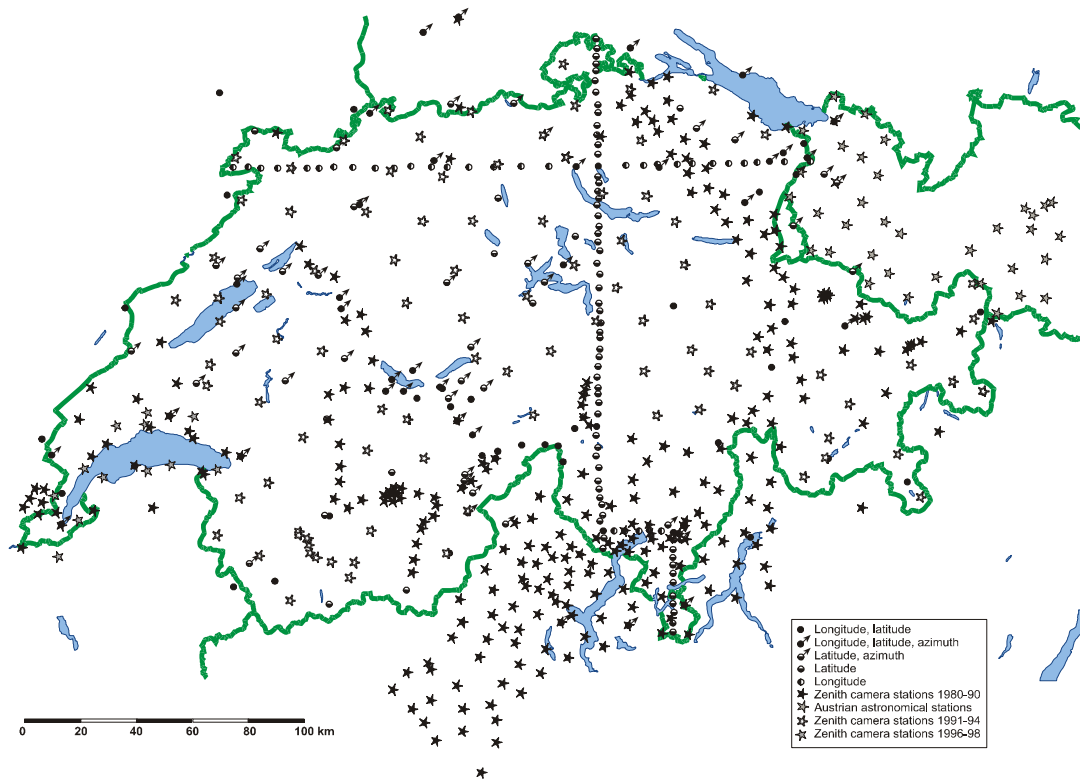 Longitude, latitude
Longitude, latitude, azimuth
Latitude, azimuth
Latitude
Longitude
Zenith camera stations 1980-90
Austrian astronomical stations
Zenith camera stations 1991-94
Zenith camera stations 1996-98
0 20 40 60 80 100 km